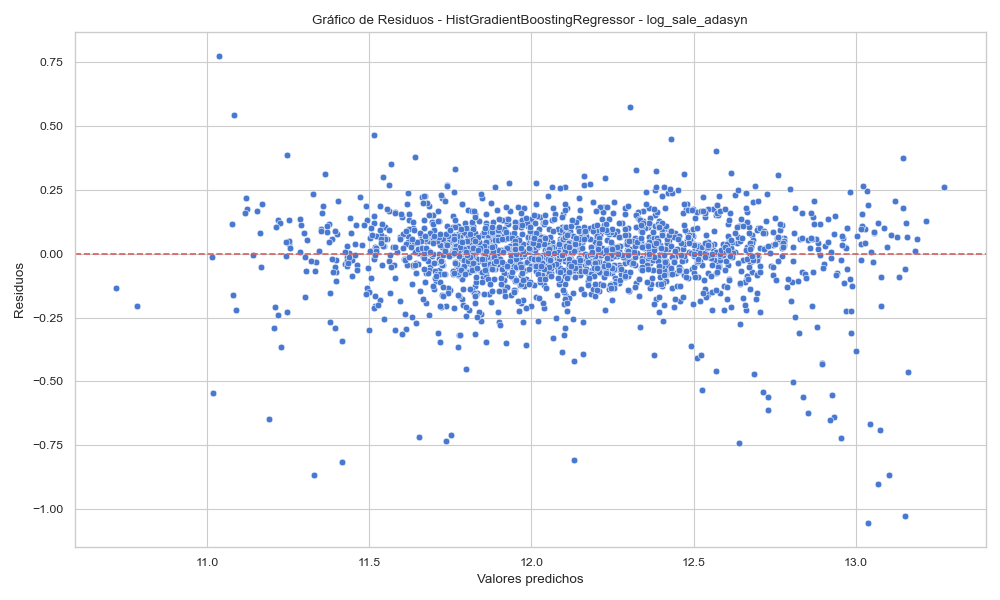 Gráfico de Residuos - HistGradientBoostingRegressor - log_sale_adasyn
0.75
0.50
0.25
0.00
−0.25
−0.50
−0.75
−1.00
Residuos
11.0 11.5 12.0 12.5 13.0
Valores predichos